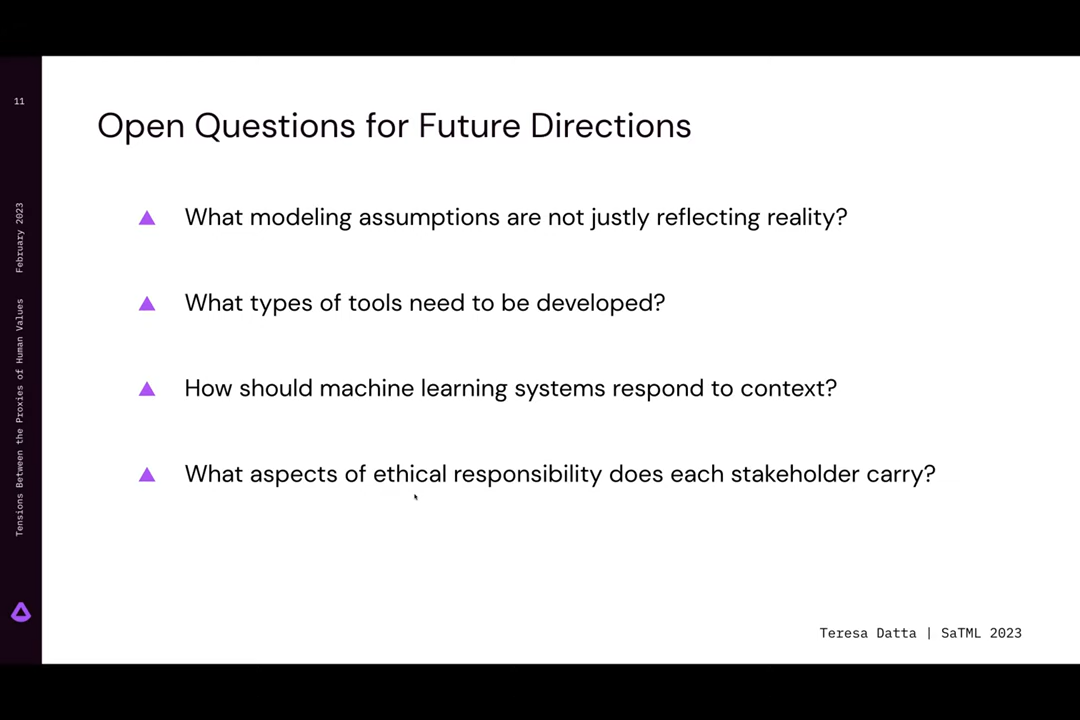 11
February 2023
Tensions Between the Proxies of Human Values
Open Questions for Future Directions
What modeling assumptions are not justly reflecting reality?
What types of tools need to be developed?
How should machine learning systems respond to context?
What aspects of ethical responsibility does each stakeholder carry?
Teresa Datta | SaTML 2023